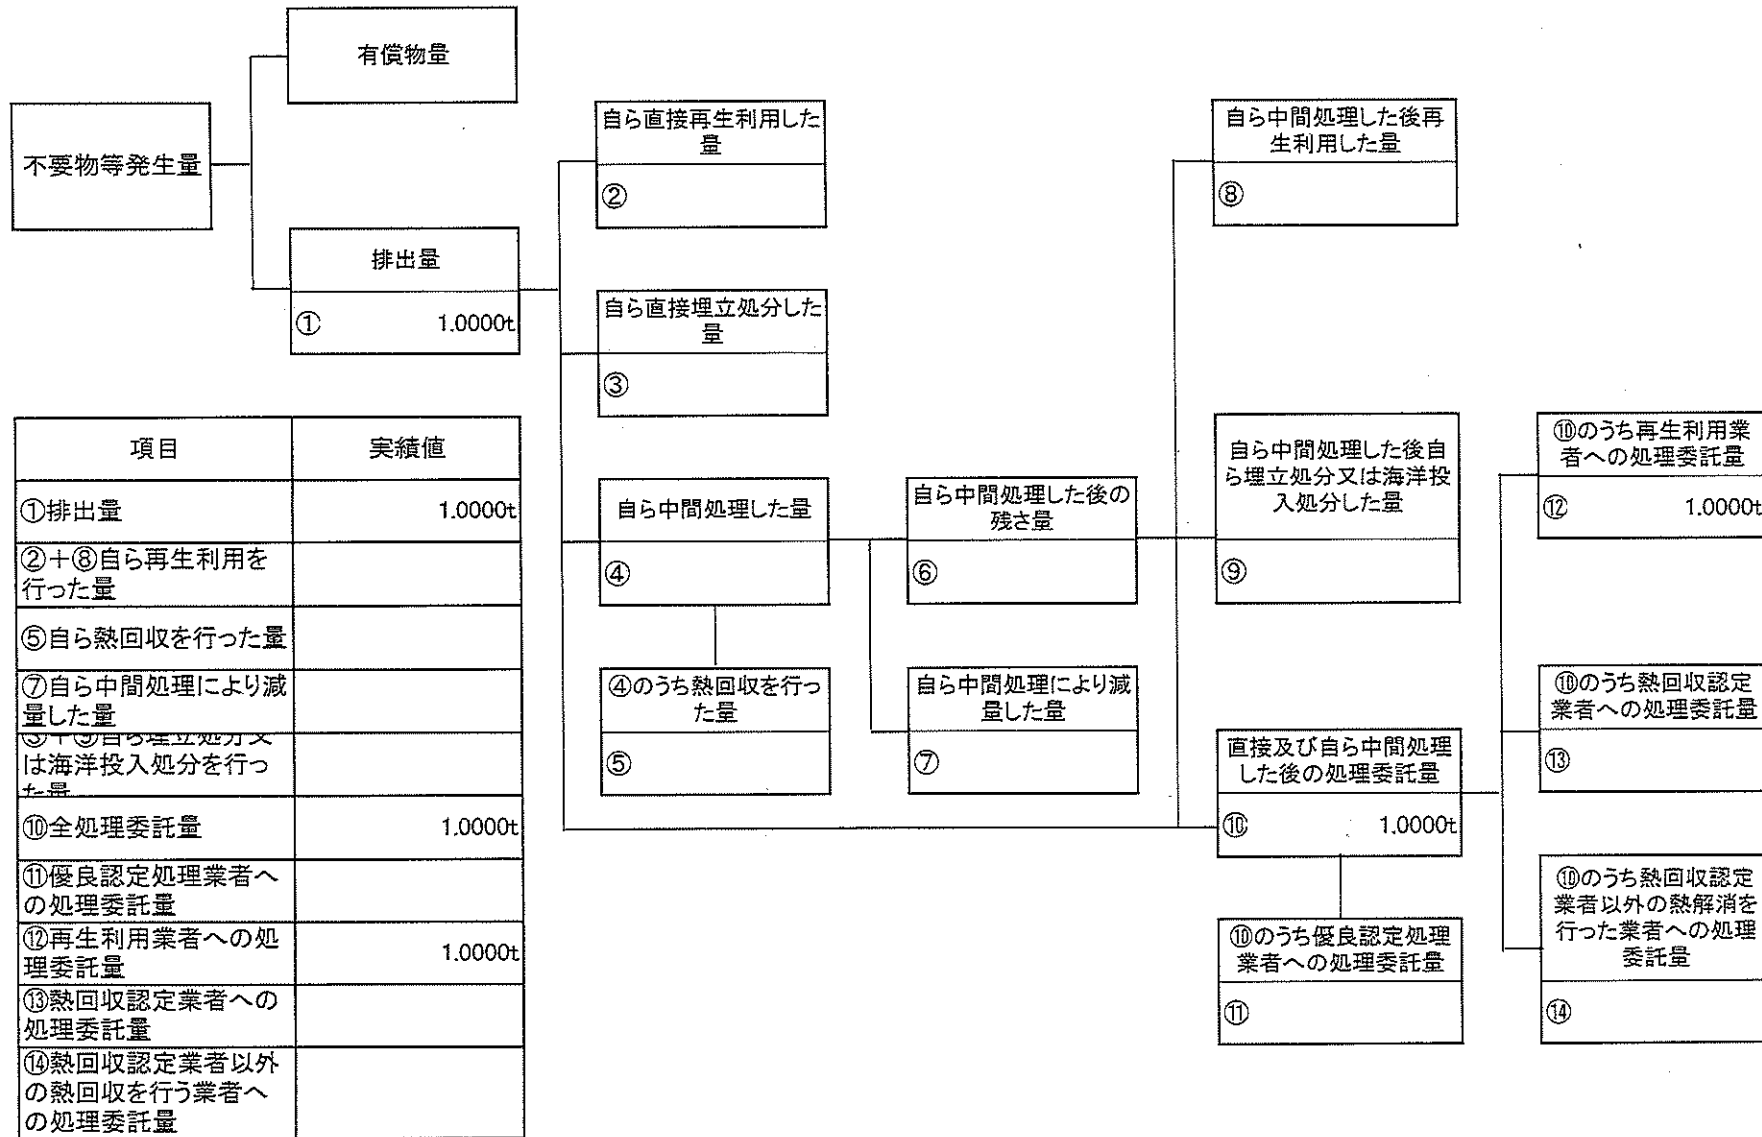 有償物量
不要物等発生量
排出量
① 1.0000t
自ら直接再生利用した
量
②
自ら直接埋立処分した
量
③
自ら中間処理した量
④
④のうち熱回収を行っ
た量
⑤
自ら中間処理した後の
残さ量
⑥
自ら中間処理により減
量した量
⑦
自ら中間処理した後再
生利用した量
⑧
自ら中間処理した後自
ら埋立処分又は海洋投
入処分した量
⑨
直接及び自ら中間処理
した後の処理委託量
⑩ 1.0000t
⑩のうち優良認定処理
業者への処理委託量
⑪
⑩のうち再生利用業
者への処理委託量
⑫ 1.0000t
⑩のうち熱回収認定
業者への処理委託量
⑬
⑩のうち熱回収認定
業者以外の熱解消を
行った業者への処理
委託量
⑭
項目 実績値
①排出量 1.0000t
②+⑧自ら再生利用を
行った量
⑤自ら熱回収を行った量
⑦自ら中間処理により減
量した量
③+⑨自ら埋立処分又
は海洋投入処分を行っ
た量
⑩全処理委託量 1.0000t
⑪優良認定処理業者へ
の処理委託量
⑫再生利用業者への処
理委託量 1.0000t
⑬熱回収認定業者への
処理委託量
⑭熱回収認定業者以外
の熱回収を行う業者へ
の処理委託量